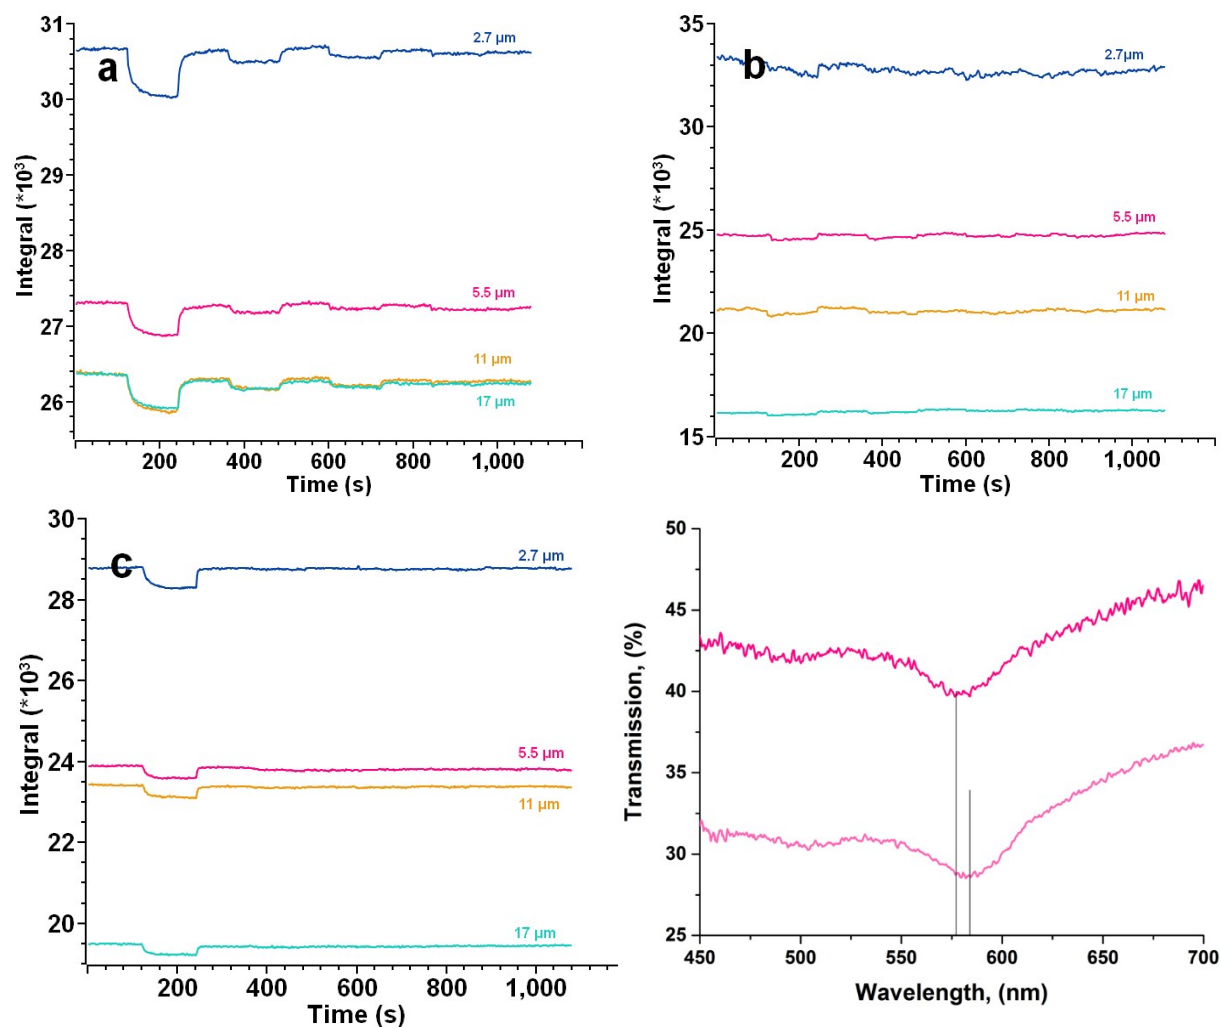 31
30
29
28
27
26
Integral (*10³)
a
2.7 µm
5.5 µm
11 µm
17 µm
200 400 600 800 1,000
Time (s)
35
30
25
20
15
Integral (*10³)
b
2.7µm
5.5 µm
11 µm
17 µm
200 400 600 800 1,000
Time (s)
30
28
26
24
22
20
Integral (*10³)
c
2.7 µm
5.5 µm
11 µm
17 µm
200 400 600 800 1,000
Time (s)
50
45
40
35
30
25
Transmission, (%)
450 500 550 600 650 700
Wavelength, (nm)